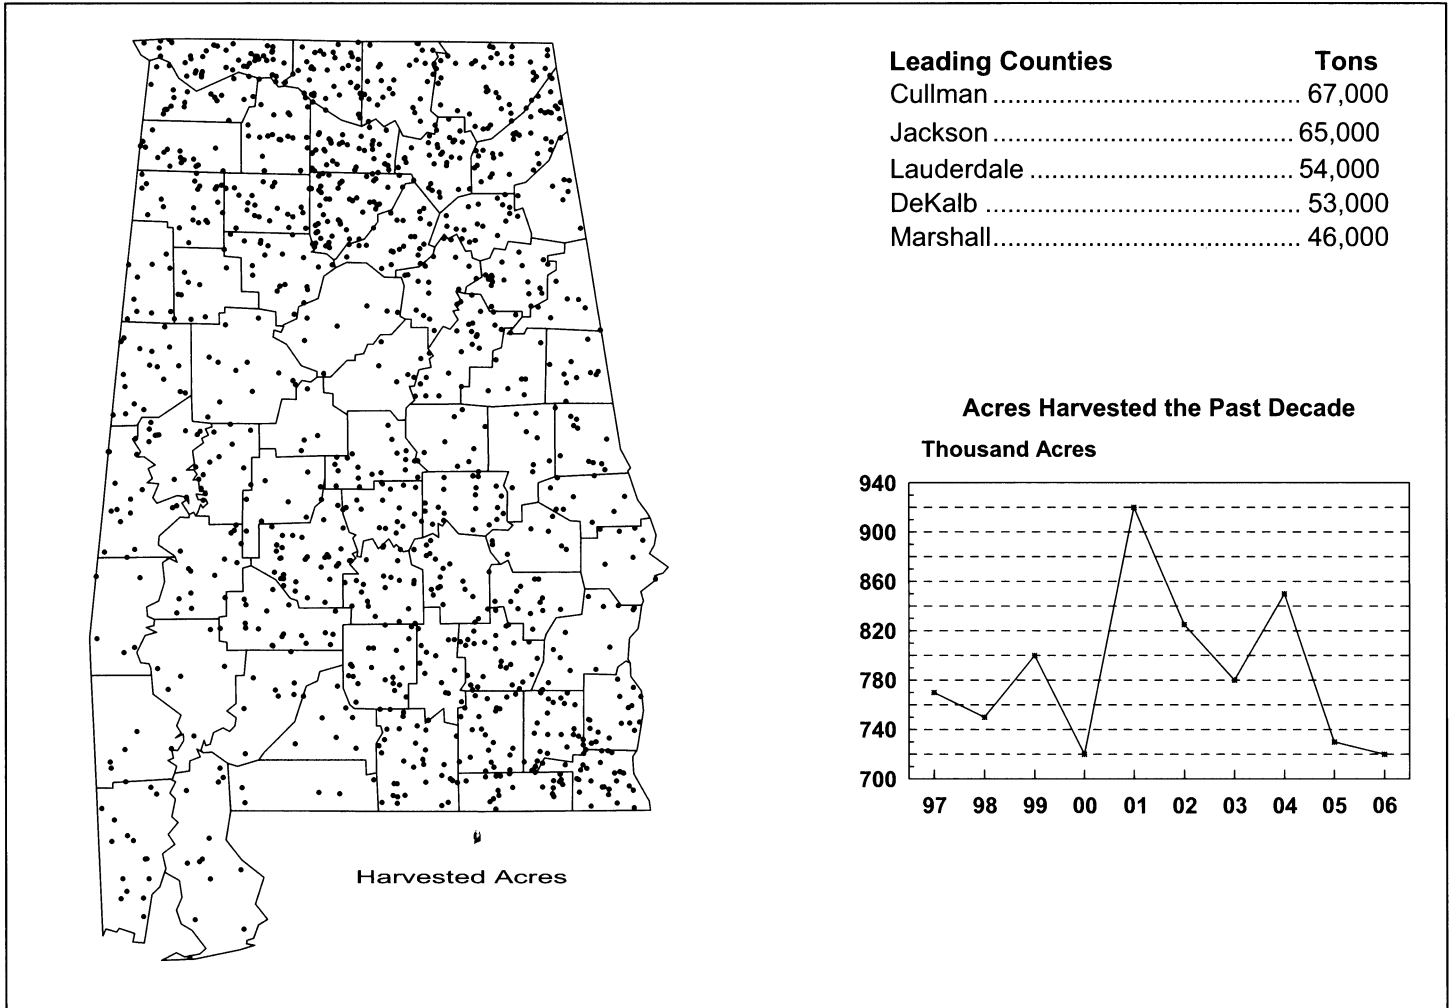 Leading Counties Tons
Cullman ......................................... 67,000
Jackson ......................................... 65,000
Lauderdale ................................... 54,000
DeKalb .......................................... 53,000
Marshall......................................... 46,000
Acres Harvested the Past Decade
Thousand Acres
940
900
860
820
780
740
700
97 98 99 00 01 02 03 04 05 06
Harvested Acres